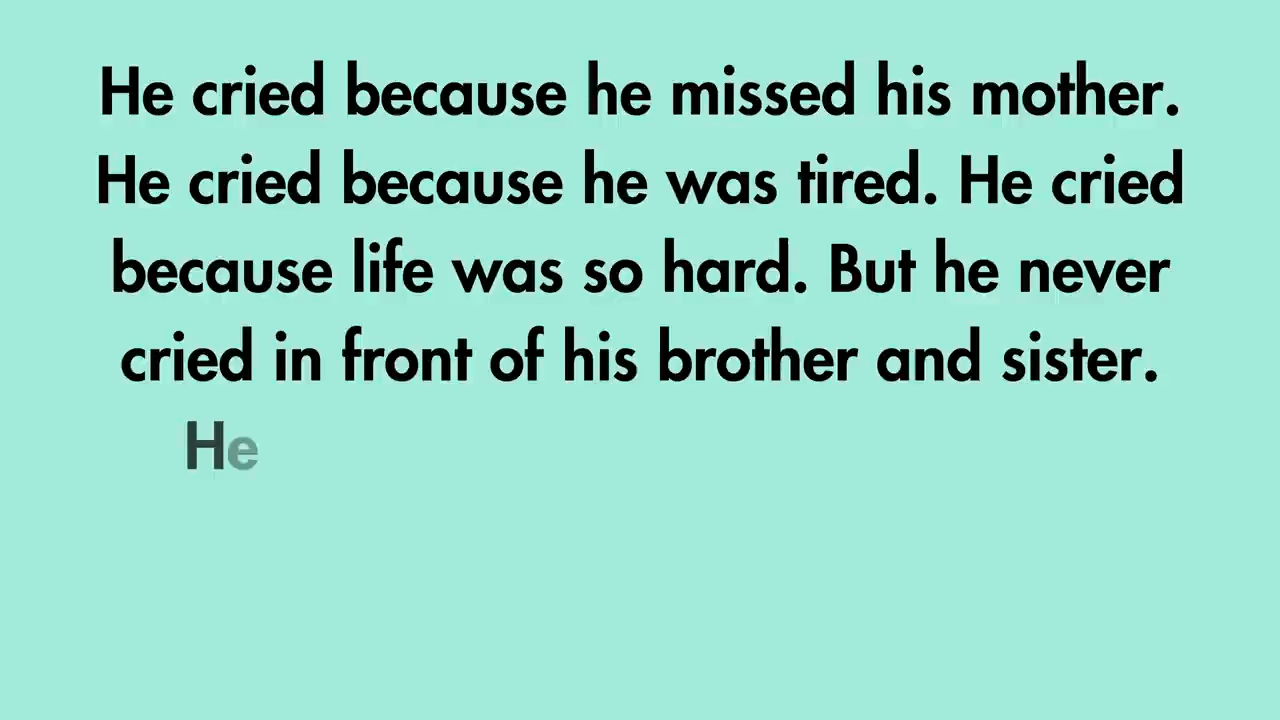 He cried because he missed his mother.
He cried because he was tired. He cried
because life was so hard. But he never
cried in front of his brother and sister.
He